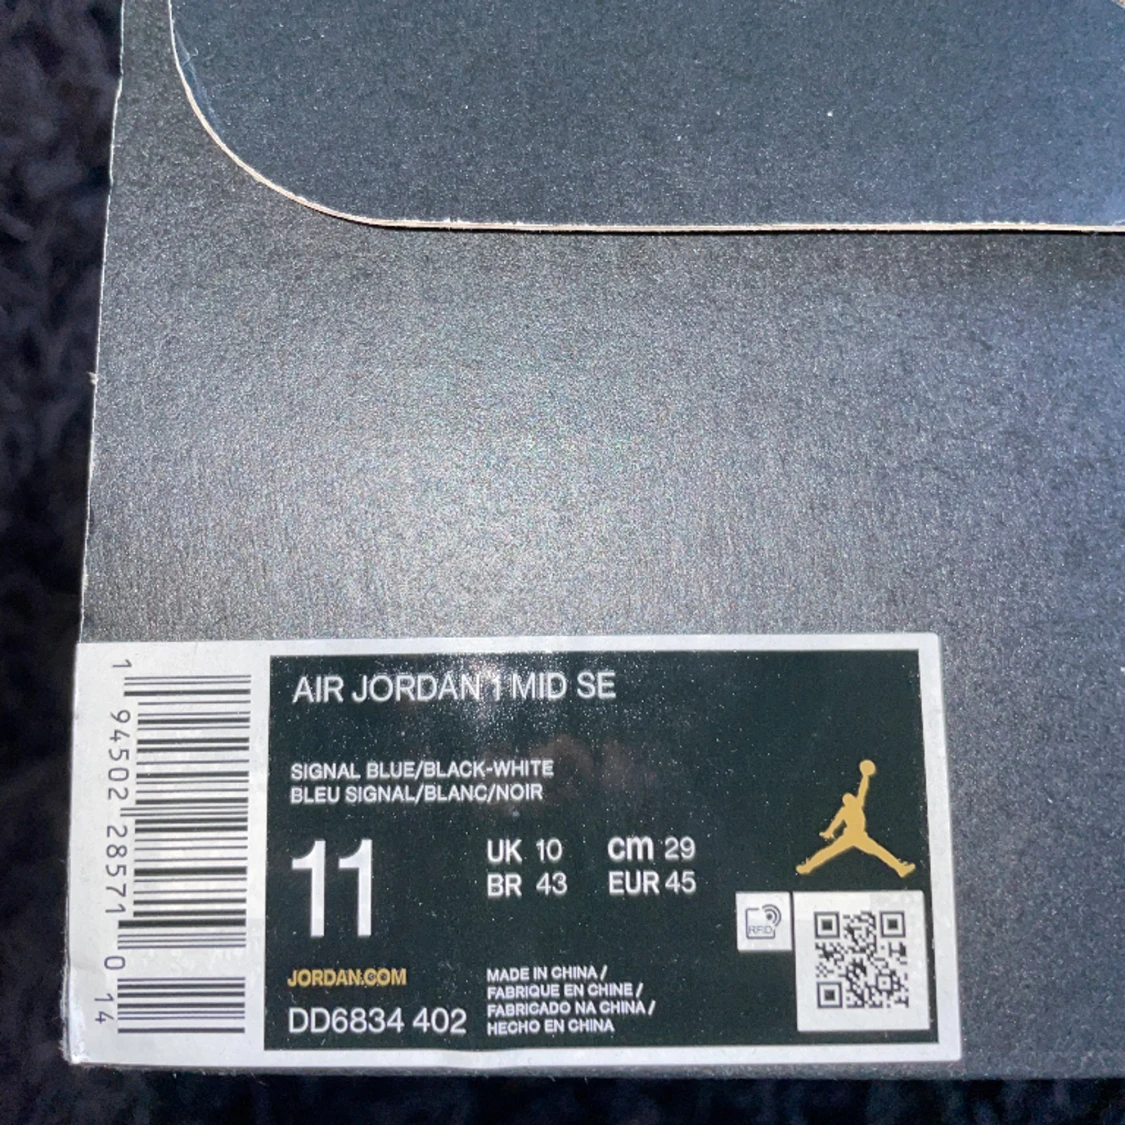 AIR JORDAN 1 MID SE
SIGNAL BLUE/BLACK-WHITE
BLEU SIGNAL/BLANC/NOIR
11
UK 10
cm 29
BR 43
EUR 45
RFID
JORDAN.COM
DD6834 402
MADE IN CHINA /
FABRIQUE EN CHINE /
FABRICADO NA CHINA /
HECHO EN CHINA
1 94502 28571 0 14